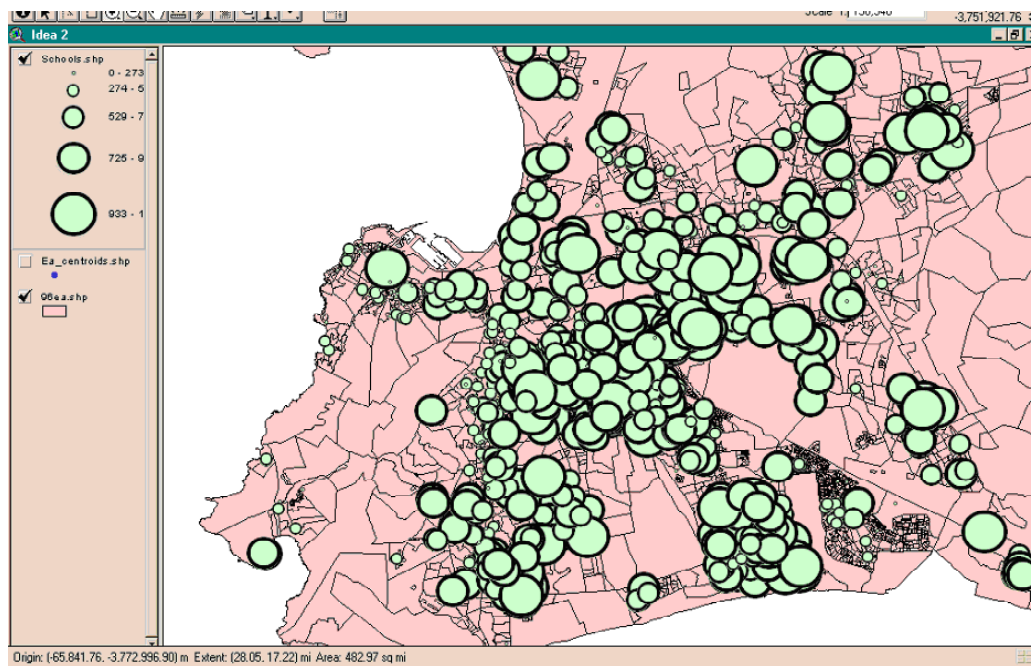 Scale 1:
-3,751,921.76
Idea 2
Schools.shp
0 - 273
274 - 5
529 - 7
725 - 9
933 - 1
Ea_centroids.shp
96ea.shp
Origin: (-65,841.76, -3,772,996.90) m Extent: (28.05, 17.22) mi Area: 482.97 sq mi